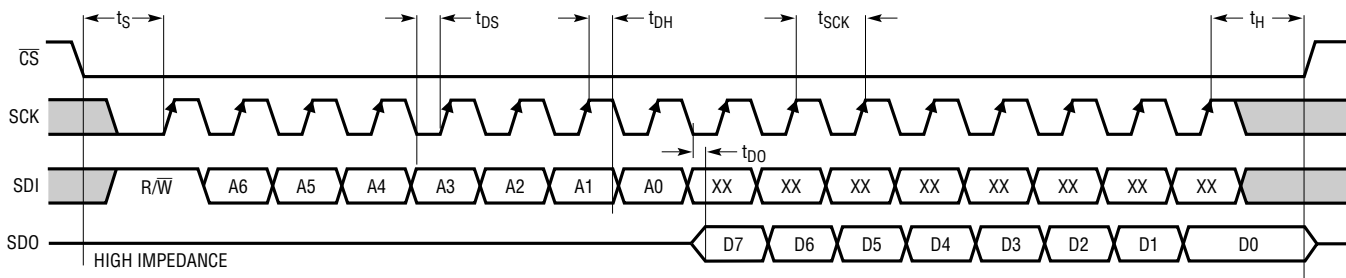 tS tDS tDH tSCK tH
CS
SCK
tDO
SDI R/W A6 A5 A4 A3 A2 A1 A0 XX XX XX XX XX XX XX XX
SDO D7 D6 D5 D4 D3 D2 D1 D0
HIGH IMPEDANCE